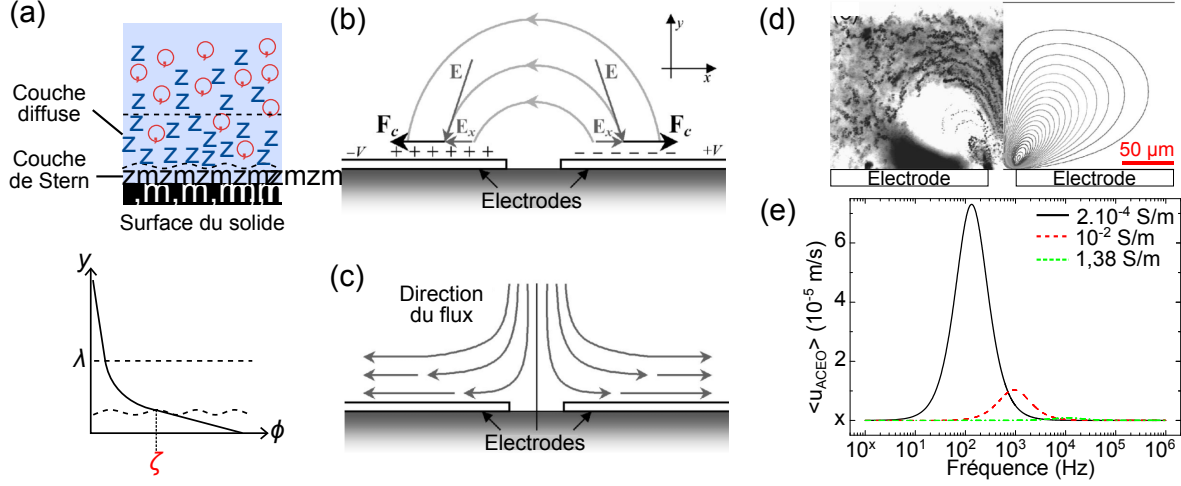 (a)
z z z z
z z z
z z z z
Couche
diffuse
z z z z
z z z z z
Couche
de Stern
zmzmzmzmzmzmzm
Surface du solide
y
λ
ϕ
ζ
(b)
y
x
E
E
Fc
Ex
Ex
Fc
-V
+ + + + + +
- - - - - -
+V
Electrodes
(c)
Direction
du flux
Electrodes
(d)
50 µm
Electrode
Electrode
(e)
2.10-4 S/m
10-2 S/m
1,38 S/m
<uACEO> (10-5 m/s)
6
4
2
x
10x
101
102
103
104
105
106
Fréquence (Hz)